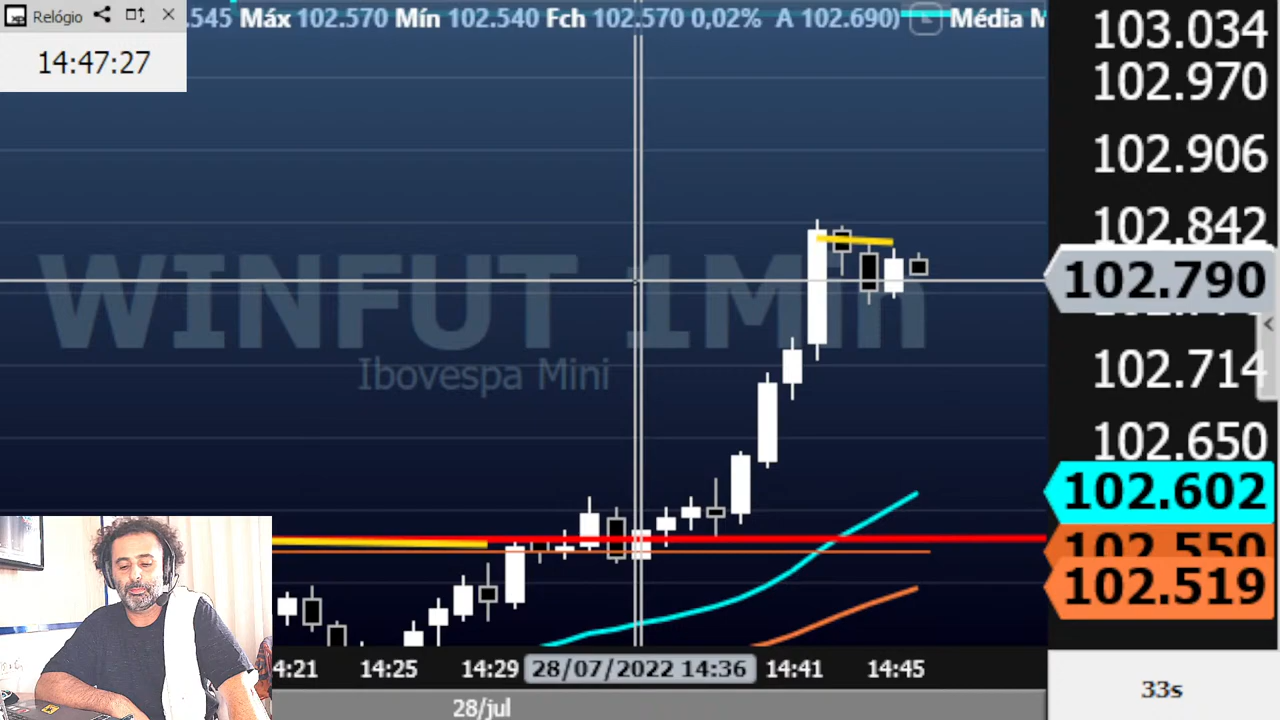 Relógio
14:47:27
.545 Máx 102.570 Mín 102.540 Fch 102.570 0,02% A 102.690) Média M
103.034
102.970
102.906
102.842
102.790
102.714
102.650
102.602
102.550
102.519
WINFUT 1Min
Ibovespa Mini
4:21 14:25 14:29 28/07/2022 14:36 14:41 14:45
28/jul
33s